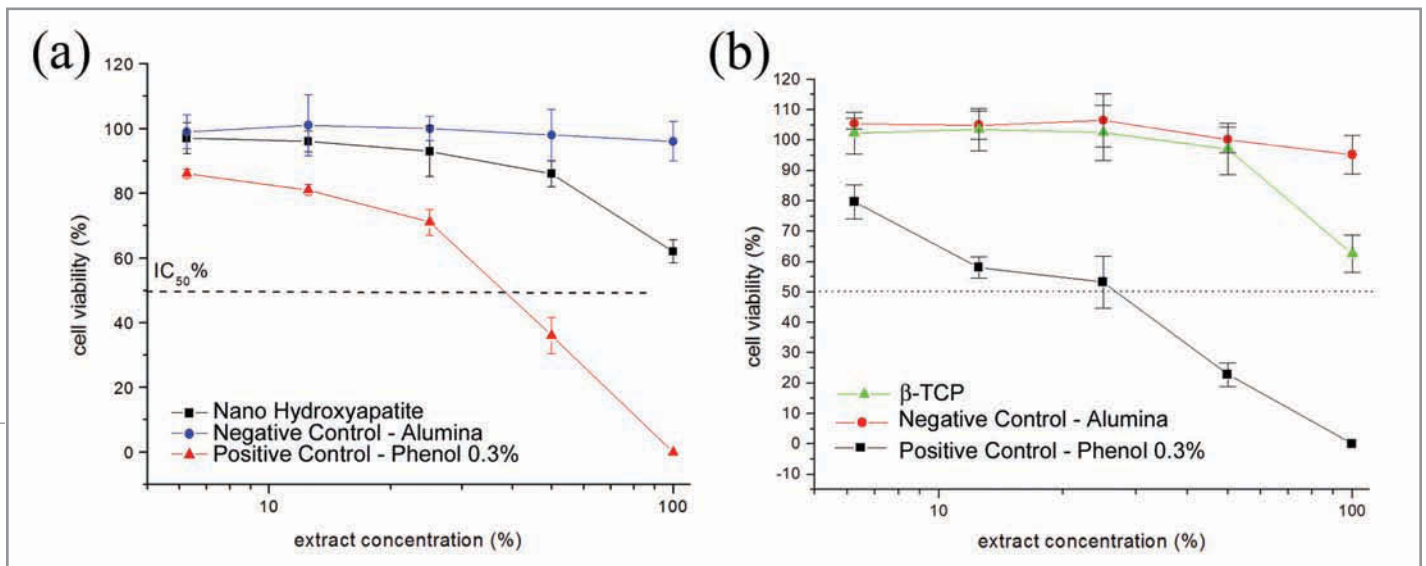 (a)
120
100
80
60
40
20
0
cell viability (%)
IC50%
Nano Hydroxyapatite
Negative Control - Alumina
Positive Control - Phenol 0.3%
10
100
extract concentration (%)
(b)
120
110
100
90
80
70
60
50
40
30
20
10
0
-10
cell viability (%)
β-TCP
Negative Control - Alumina
Positive Control - Phenol 0.3%
10
100
extract concentration (%)